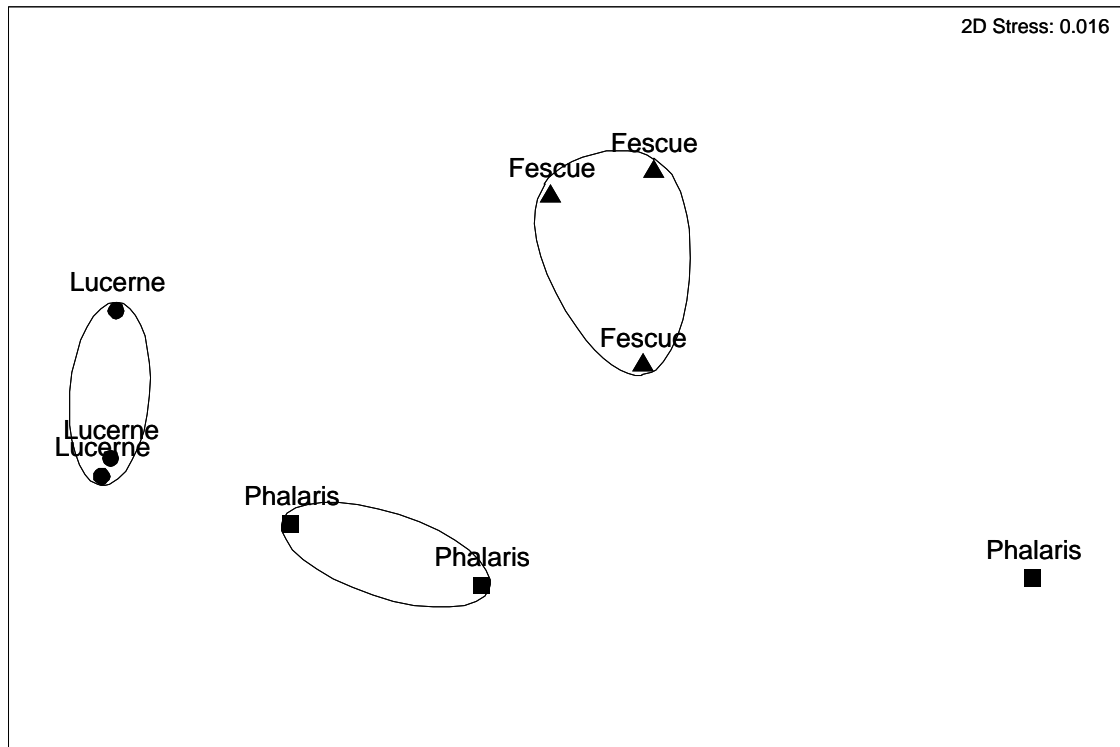 2D Stress: 0.016
Fescue
Fescue
Lucerne
Fescue
Lucerne
Lucerne
Phalaris
Phalaris
Phalaris